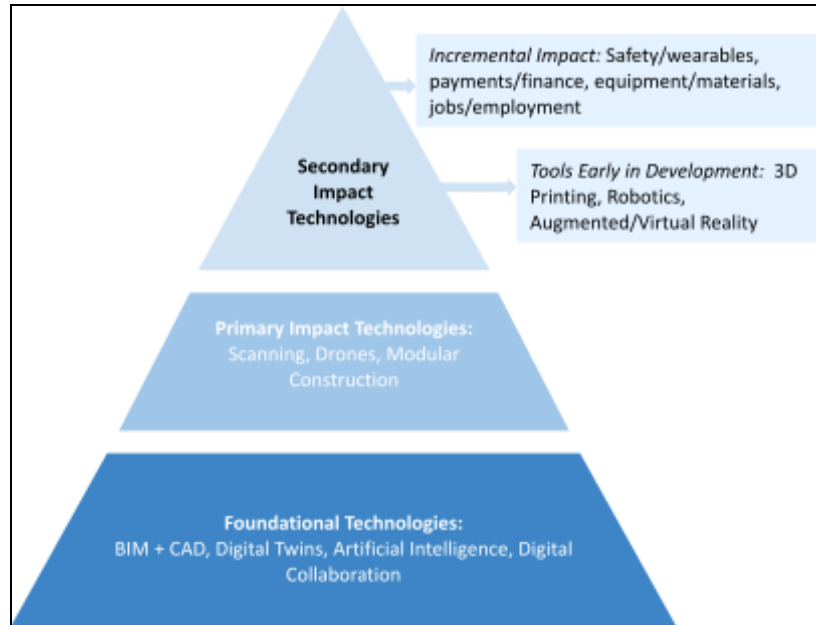 Incremental Impact: Safety/wearables,
payments/finance, equipment/materials,
jobs/employment
Secondary
Impact
Technologies
Tools Early in Development:  3D
Printing, Robotics,
Augmented/Virtual Reality
Primary Impact Technologies:
Scanning, Drones, Modular
Construction
Foundational Technologies:
BIM + CAD, Digital Twins, Artificial Intelligence, Digital
Collaboration